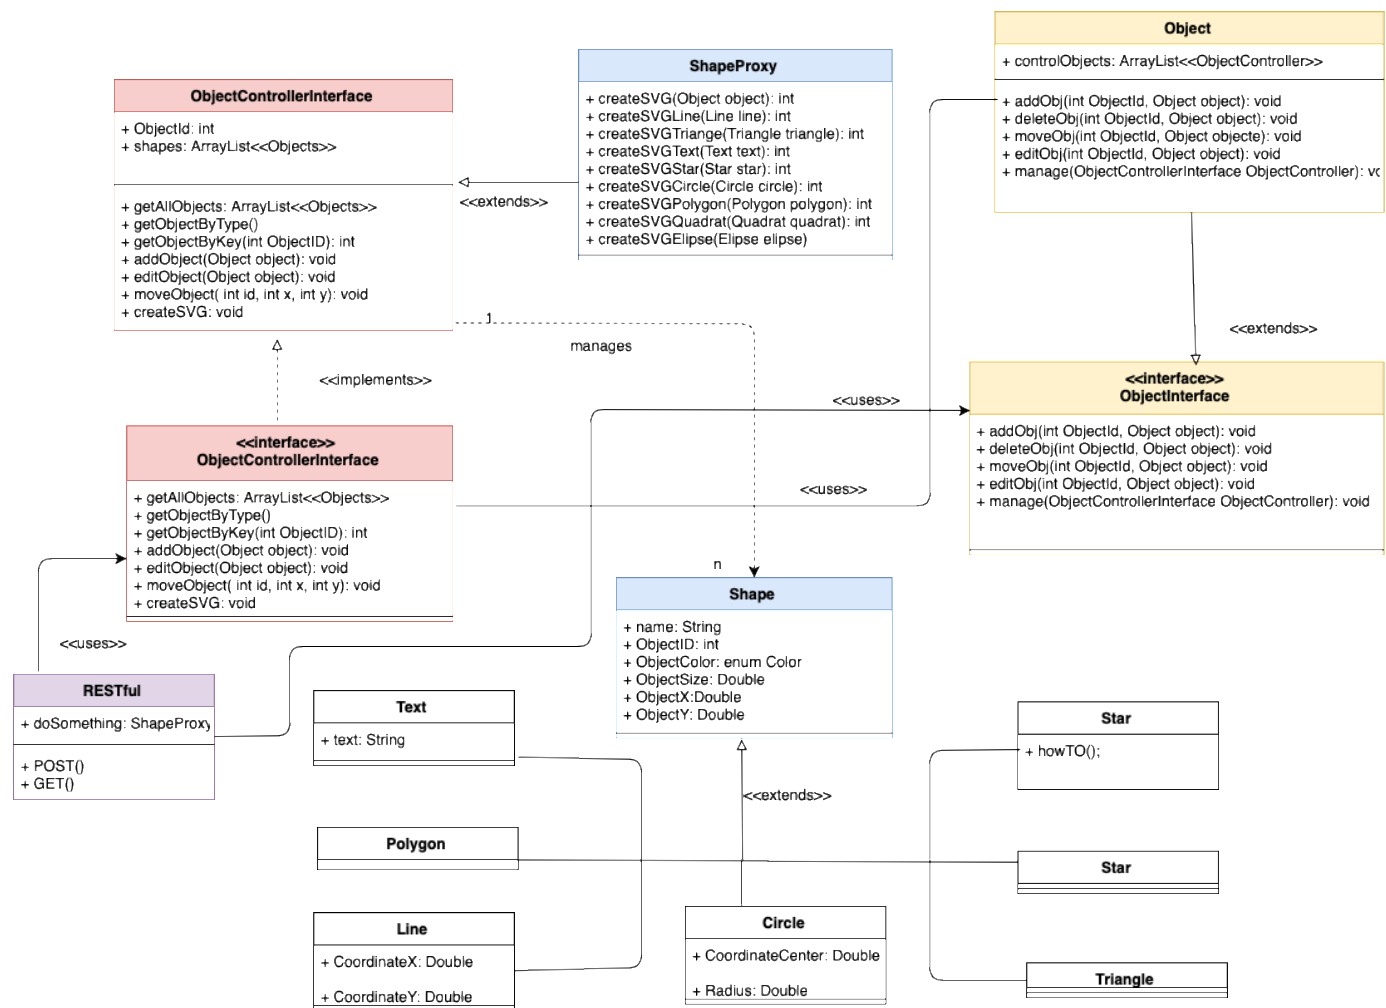 Object
+ controlObjects: ArrayList<<ObjectController>>
+ addObj(int ObjectId, Object object): void
+ deleteObj(int ObjectId, Object object): void
+ moveObj(int ObjectId, Object objecte): void
+ editObj(int ObjectId, Object object): void
+ manage(ObjectControllerInterface ObjectController): vo
ShapeProxy
+ createSVG(Object object): int
+ createSVGLine(Line line): int
+ createSVGTriange(Triangle triangle): int
+ createSVGText(Text text): int
+ createSVGStar(Star star): int
+ createSVGCircle(Circle circle): int
+ createSVGPolygon(Polygon polygon): int
+ createSVGQuadrat(Quadrat quadrat): int
+ createSVGElipse(Elipse elipse)
ObjectControllerInterface
+ ObjectId: int
+ shapes: ArrayList<<Objects>>
+ getAllObjects: ArrayList<<Objects>>
+ getObjectByType()
+ getObjectByKey(int ObjectID): int
+ addObject(Object object): void
+ editObject(Object object): void
+ moveObject( int id, int x, int y): void
+ createSVG: void
<<extends>>
1
manages
<<extends>>
<<implements>>
<<uses>>
<<interface>>
ObjectInterface
+ addObj(int ObjectId, Object object): void
+ deleteObj(int ObjectId, Object object): void
+ moveObj(int ObjectId, Object object): void
+ editObj(int ObjectId, Object object): void
+ manage(ObjectControllerInterface ObjectController): void
<<interface>>
ObjectControllerInterface
+ getAllObjects: ArrayList<<Objects>>
+ getObjectByType()
+ getObjectByKey(int ObjectID): int
+ addObject(Object object): void
+ editObject(Object object): void
+ moveObject( int id, int x, int y): void
+ createSVG: void
<<uses>>
n
Shape
+ name: String
+ ObjectID: int
+ ObjectColor: enum Color
+ ObjectSize: Double
+ ObjectX:Double
+ ObjectY: Double
<<uses>>
RESTful
+ doSomething: ShapeProxy
+ POST()
+ GET()
Text
+ text: String
Star
+ howTO();
<<extends>>
Polygon
Star
Line
+ CoordinateX: Double
+ CoordinateY: Double
Circle
+ CoordinateCenter: Double
+ Radius: Double
Triangle